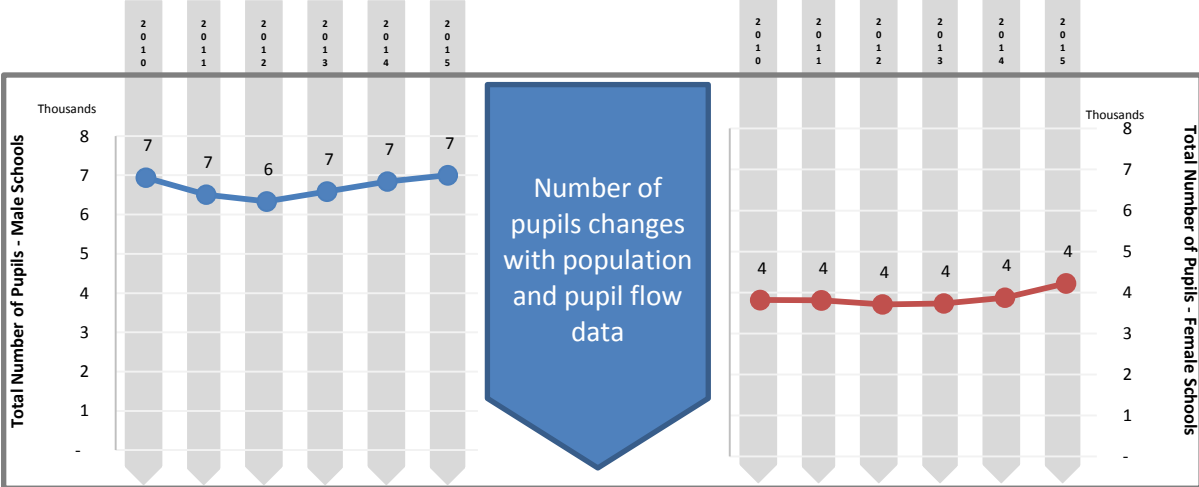 2010 2011 2012 2013 2014 2015
2010 2011 2012 2013 2014 2015
Total Number of Pupils - Male Schools
Thousands
8
7
6
5
4
3
2
1
-
7 7 6 7 7 7
Number of
pupils changes
with population
and pupil flow
data
4 4 4 4 4 4
Thousands
8
7
6
5
4
3
2
1
-
Total Number of Pupils - Female Schools